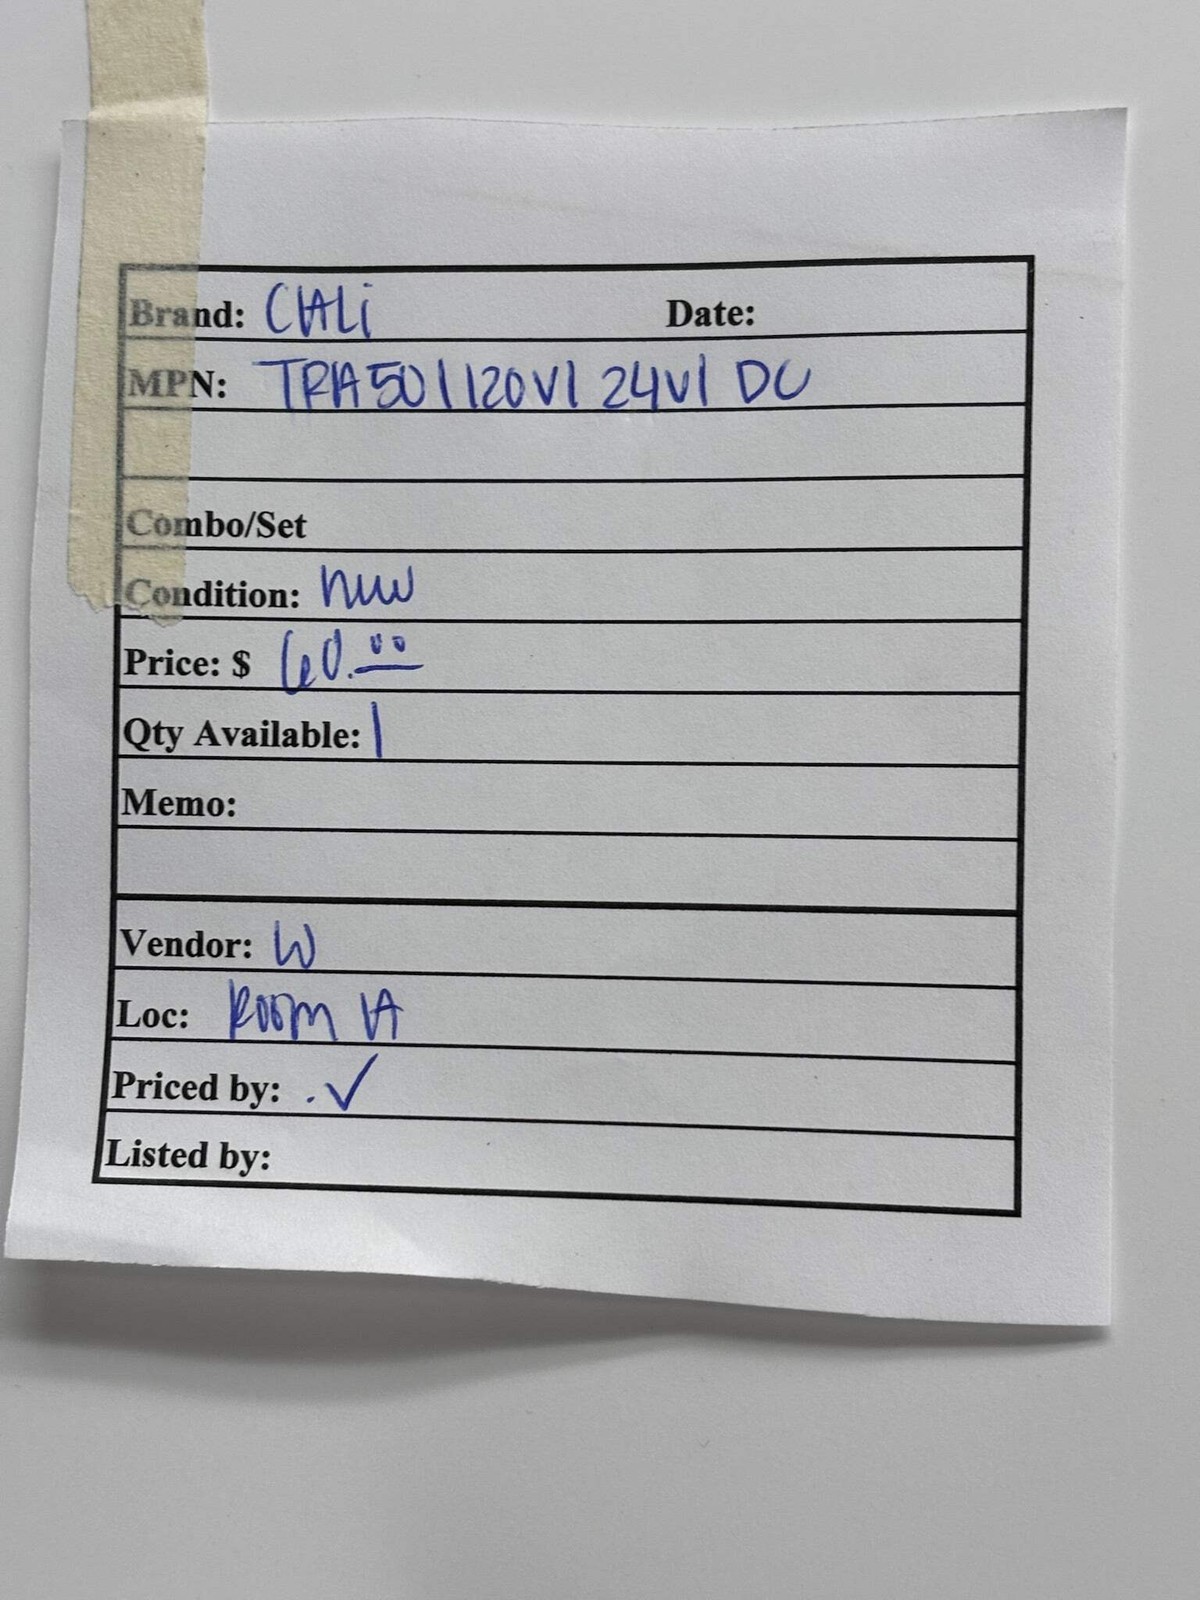 Brand: CHALi Date:
MPN: TRA50/120V/24V/DC
Combo/Set
Condition: new
Price: $ 60.00
Qty Available: 1
Memo:
Vendor: W
Loc: Room 1A
Priced by: .✓
Listed by: